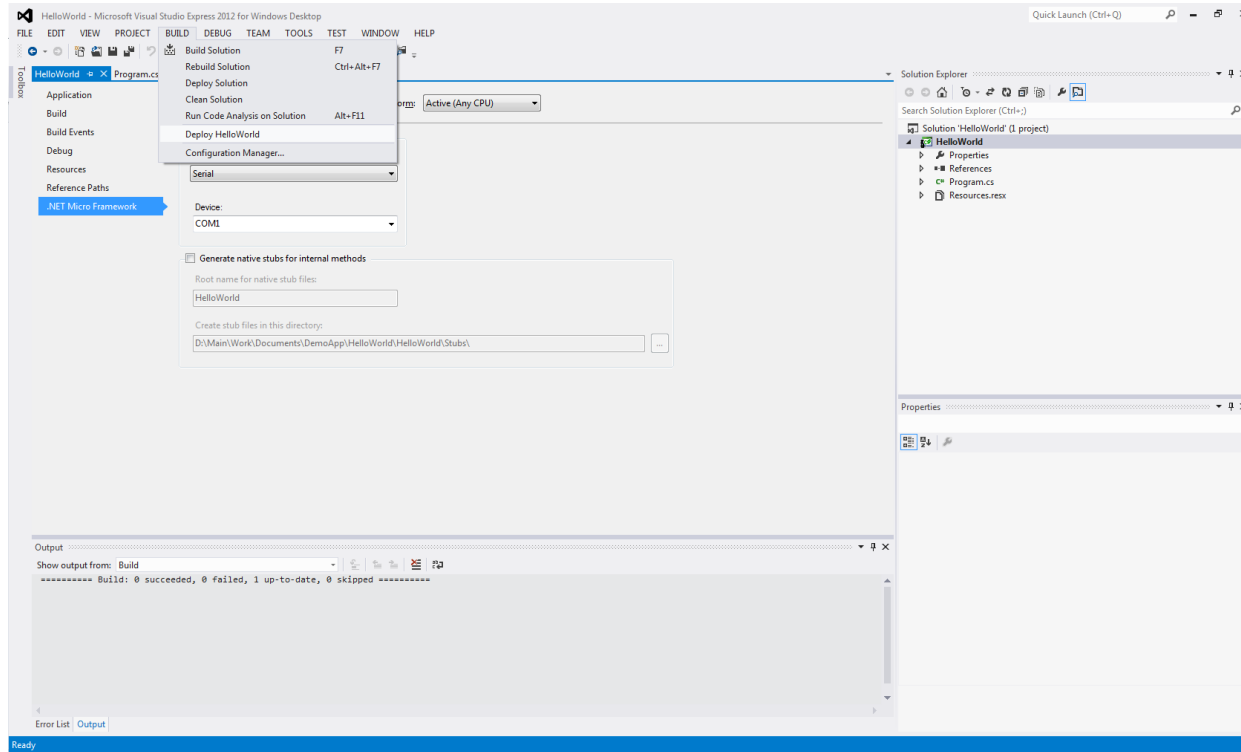 HelloWorld - Microsoft Visual Studio Express 2012 for Windows Desktop
Quick Launch (Ctrl+Q)
FILE EDIT VIEW PROJECT BUILD DEBUG TEAM TOOLS TEST WINDOW HELP
Build Solution F7
Rebuild Solution Ctrl+Alt+F7
Deploy Solution
Clean Solution
Run Code Analysis on Solution Alt+F11
Deploy HelloWorld
Configuration Manager...
Toolbox
HelloWorld Program.cs
Application
Build
Build Events
Debug
Resources
Reference Paths
.NET Micro Framework
orm: Active (Any CPU)
Serial
Device:
COM1
Generate native stubs for internal methods
Root name for native stub files:
HelloWorld
Create stub files in this directory:
D:\Main\Work\Documents\DemoApp\HelloWorld\HelloWorld\Stubs\
...
Solution Explorer
Search Solution Explorer (Ctrl+;)
Solution 'HelloWorld' (1 project)
HelloWorld
Properties
References
C# Program.cs
Resources.resx
Properties
Output
Show output from: Build
========== Build: 0 succeeded, 0 failed, 1 up-to-date, 0 skipped ==========
Error List Output
Ready